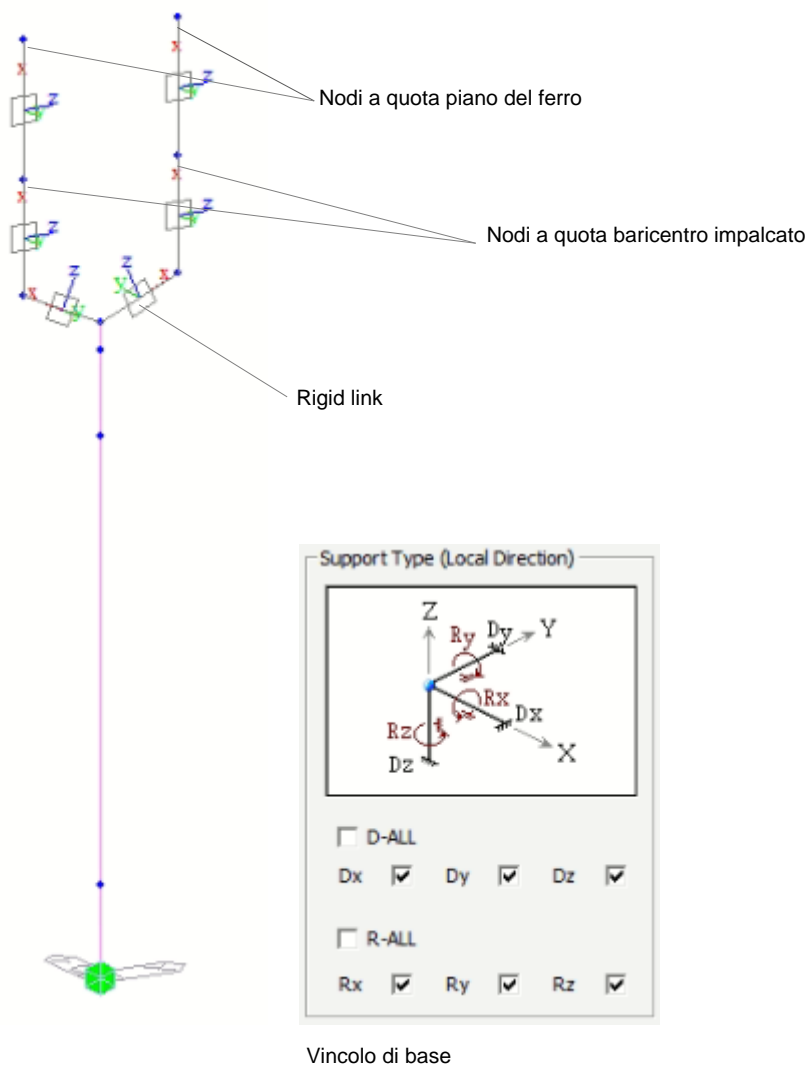 x
x
z
y
z
y
Nodi a quota piano del ferro
x
x
z
y
z
y
Nodi a quota baricentro impalcato
z
z
x
y
y
x
Rigid link
Support Type (Local Direction)
Z
Ry
Dy
Y
Rx
Dx
Rz
X
Dz
D-ALL
Dx Dy Dz
R-ALL
Rx Ry Rz
Vincolo di base